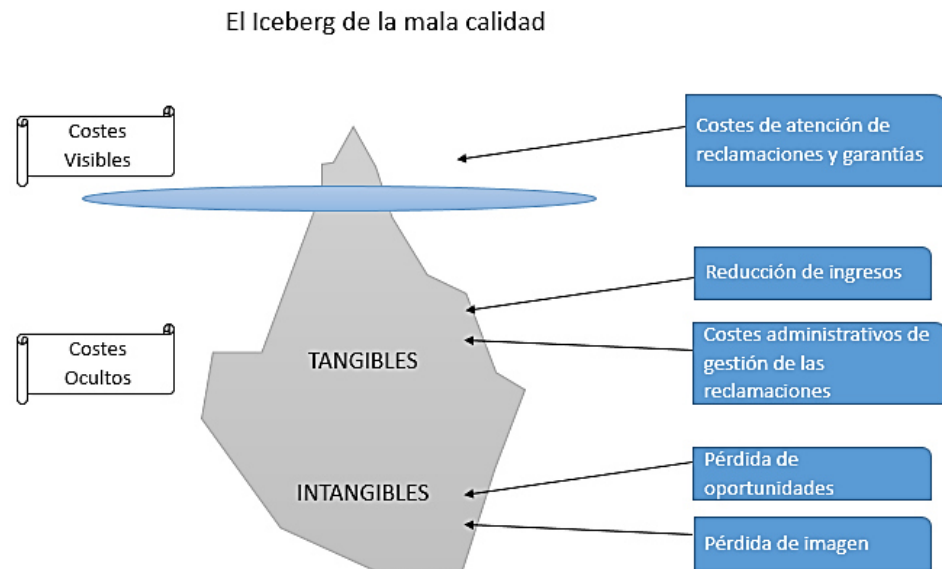 El Iceberg de la mala calidad
Costes
Visibles
Costes de atención de
reclamaciones y garantías
Reducción de ingresos
Costes
Ocultos
TANGIBLES
Costes administrativos de
gestión de las
reclamaciones
INTANGIBLES
Pérdida de
oportunidades
Pérdida de imagen